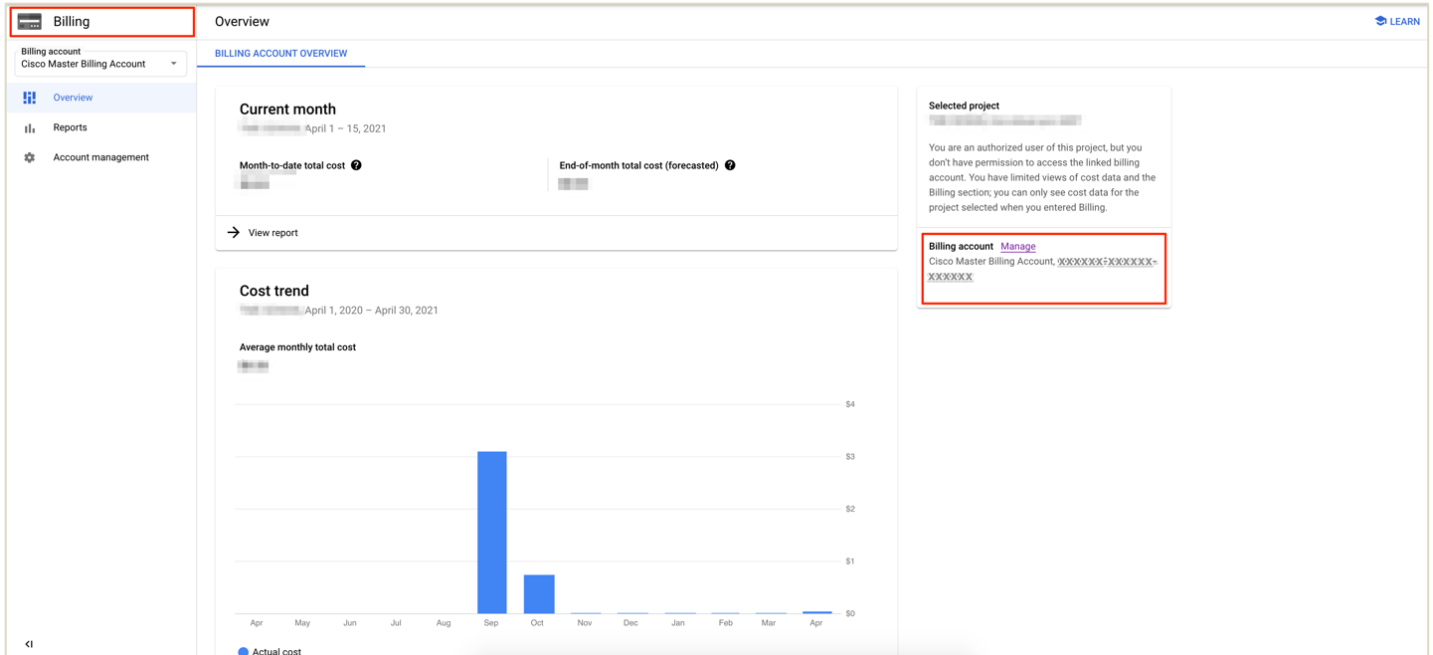 Billing
Overview
LEARN
Billing account
Cisco Master Billing Account
BILLING ACCOUNT OVERVIEW
Overview
Reports
Account management
Current month
April 1 – 15, 2021
Month-to-date total cost ?
End-of-month total cost (forecasted) ?
View report
Selected project
You are an authorized user of this project, but you
don't have permission to access the linked billing
account. You have limited views of cost data and the
Billing section; you can only see cost data for the
project selected when you entered Billing.
Billing account Manage
Cisco Master Billing Account, XXXXXX-XXXXXX-
XXXXXX
Cost trend
April 1, 2020 – April 30, 2021
Average monthly total cost
$4
$3
$2
$1
$0
Apr May Jun Jul Aug Sep Oct Nov Dec Jan Feb Mar Apr
Actual cost